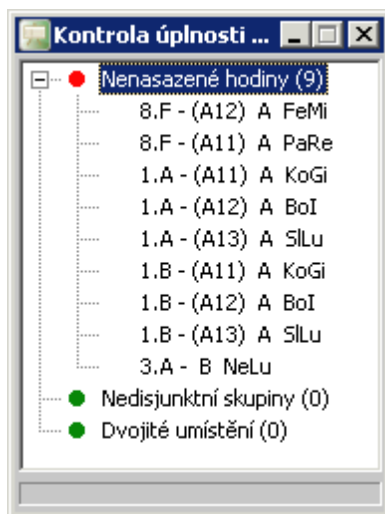 Kontrola úplnosti ...
Nenasazené hodiny (9)
8.F - (A12) A FeMi
8.F - (A11) A PaRe
1.A - (A11) A KoGi
1.A - (A12) A BoI
1.A - (A13) A SlLu
1.B - (A11) A KoGi
1.B - (A12) A BoI
1.B - (A13) A SlLu
3.A - B NeLu
Nedisjunktní skupiny (0)
Dvojité umístění (0)